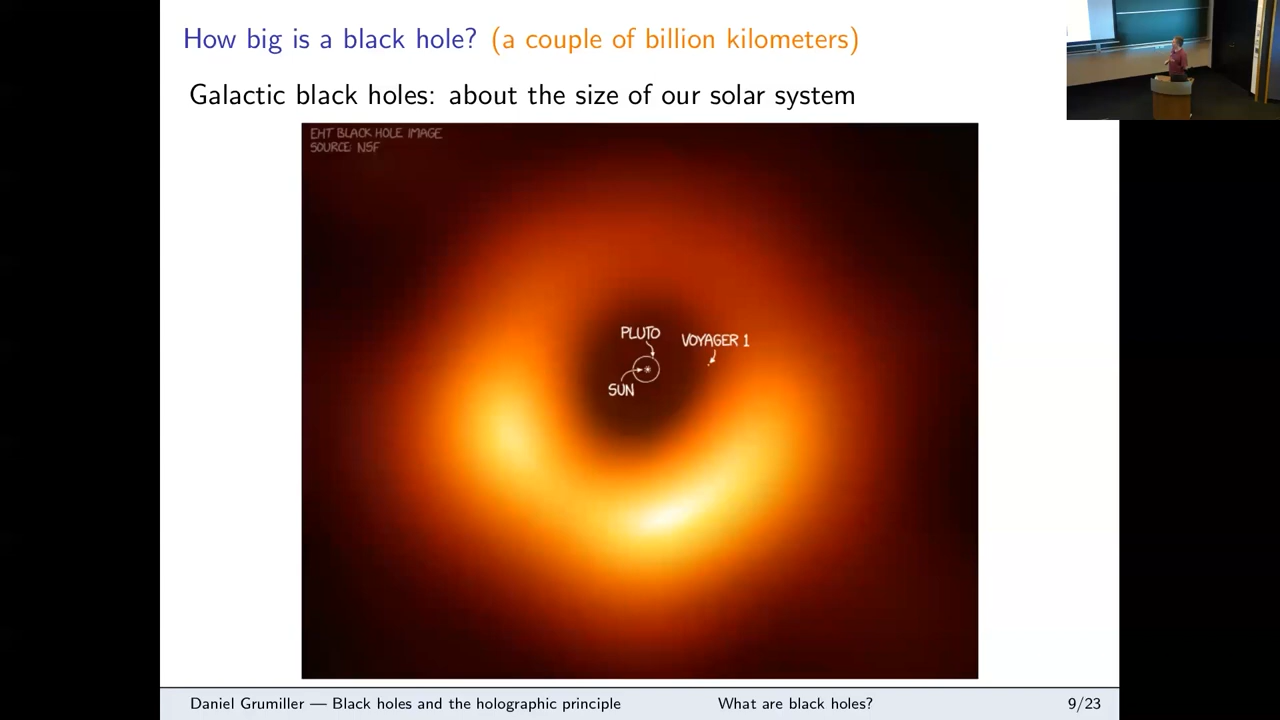 How big is a black hole? (a couple of billion kilometers)
Galactic black holes: about the size of our solar system
EHT BLACK HOLE IMAGE
SOURCE: NSF
PLUTO
VOYAGER 1
SUN
Daniel Grumiller — Black holes and the holographic principle What are black holes? 9/23